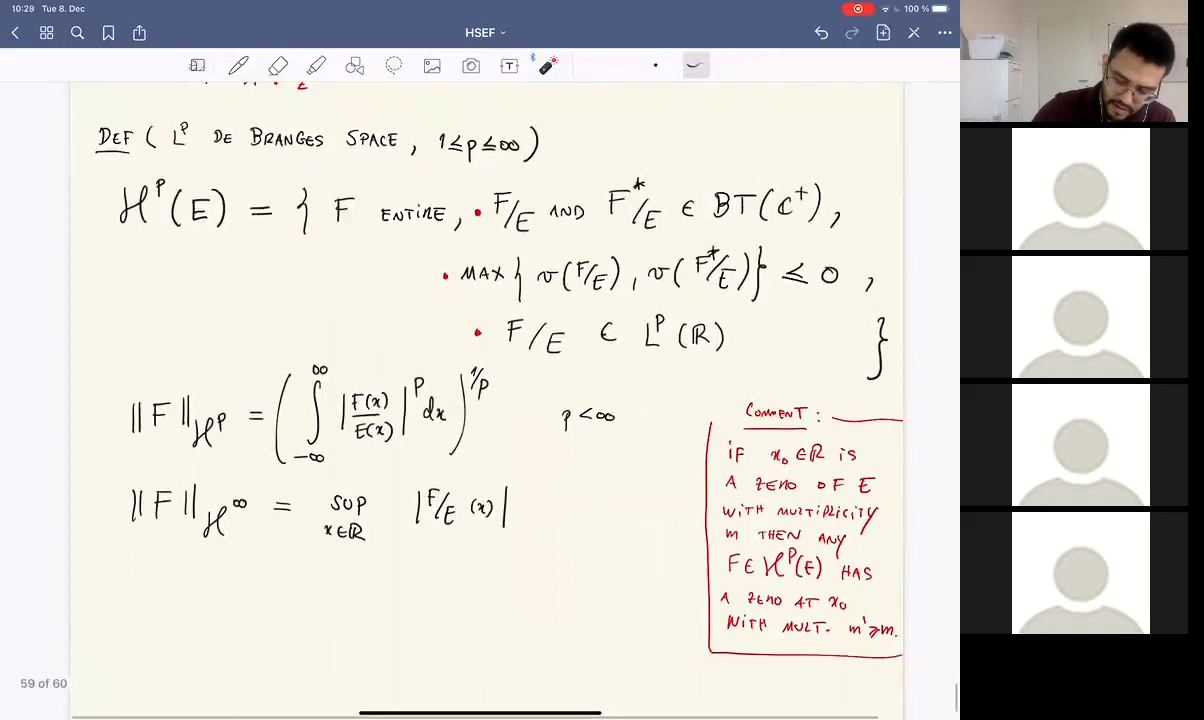 10:29 Tue 8. Dec
100 %
HSEF
DEF ( L^p DE BRANGES SPACE, 1≤p≤∞)
ℋ^p(E) = { F ENTIRE, • F/E AND F*/E ∈ BT(ℂ⁺),
• MAX { v(F/E), v(F*/E)} ≤ 0 ,
• F/E ∈ L^p(ℝ) }
‖F‖_ℋ^p = ( ∫_{-∞}^{∞} | F(x)/E(x) |^p dx )^{1/p} p < ∞
‖F‖_ℋ^∞ = SUP_{x∈ℝ} |F/E (x)|
COMMENT :
IF x₀ ∈ ℝ IS
A ZERO OF E
WITH MULTIPLICITY
m THEN ANY
F ∈ ℋ^p(E) HAS
A ZERO AT x₀
WITH MULT. m' ≥ m.
59 of 60